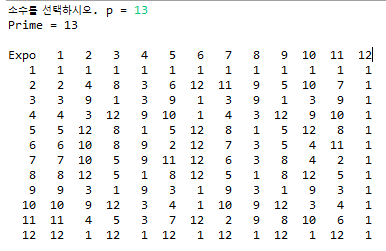 소수를 선택하시오. p = 13
Prime = 13
Expo 1 2 3 4 5 6 7 8 9 10 11 12
1 1 1 1 1 1 1 1 1 1 1 1 1
2 2 4 8 3 6 12 11 9 5 10 7 1
3 3 9 1 3 9 1 3 9 1 3 9 1
4 4 3 12 9 10 1 4 3 12 9 10 1
5 5 12 8 1 5 12 8 1 5 12 8 1
6 6 10 8 9 2 12 7 3 5 4 11 1
7 7 10 5 9 11 12 6 3 8 4 2 1
8 8 12 5 1 8 12 5 1 8 12 5 1
9 9 3 1 9 3 1 9 3 1 9 3 1
10 10 9 12 3 4 1 10 9 12 3 4 1
11 11 4 5 3 7 12 2 9 8 10 6 1
12 12 1 12 1 12 1 12 1 12 1 12 1